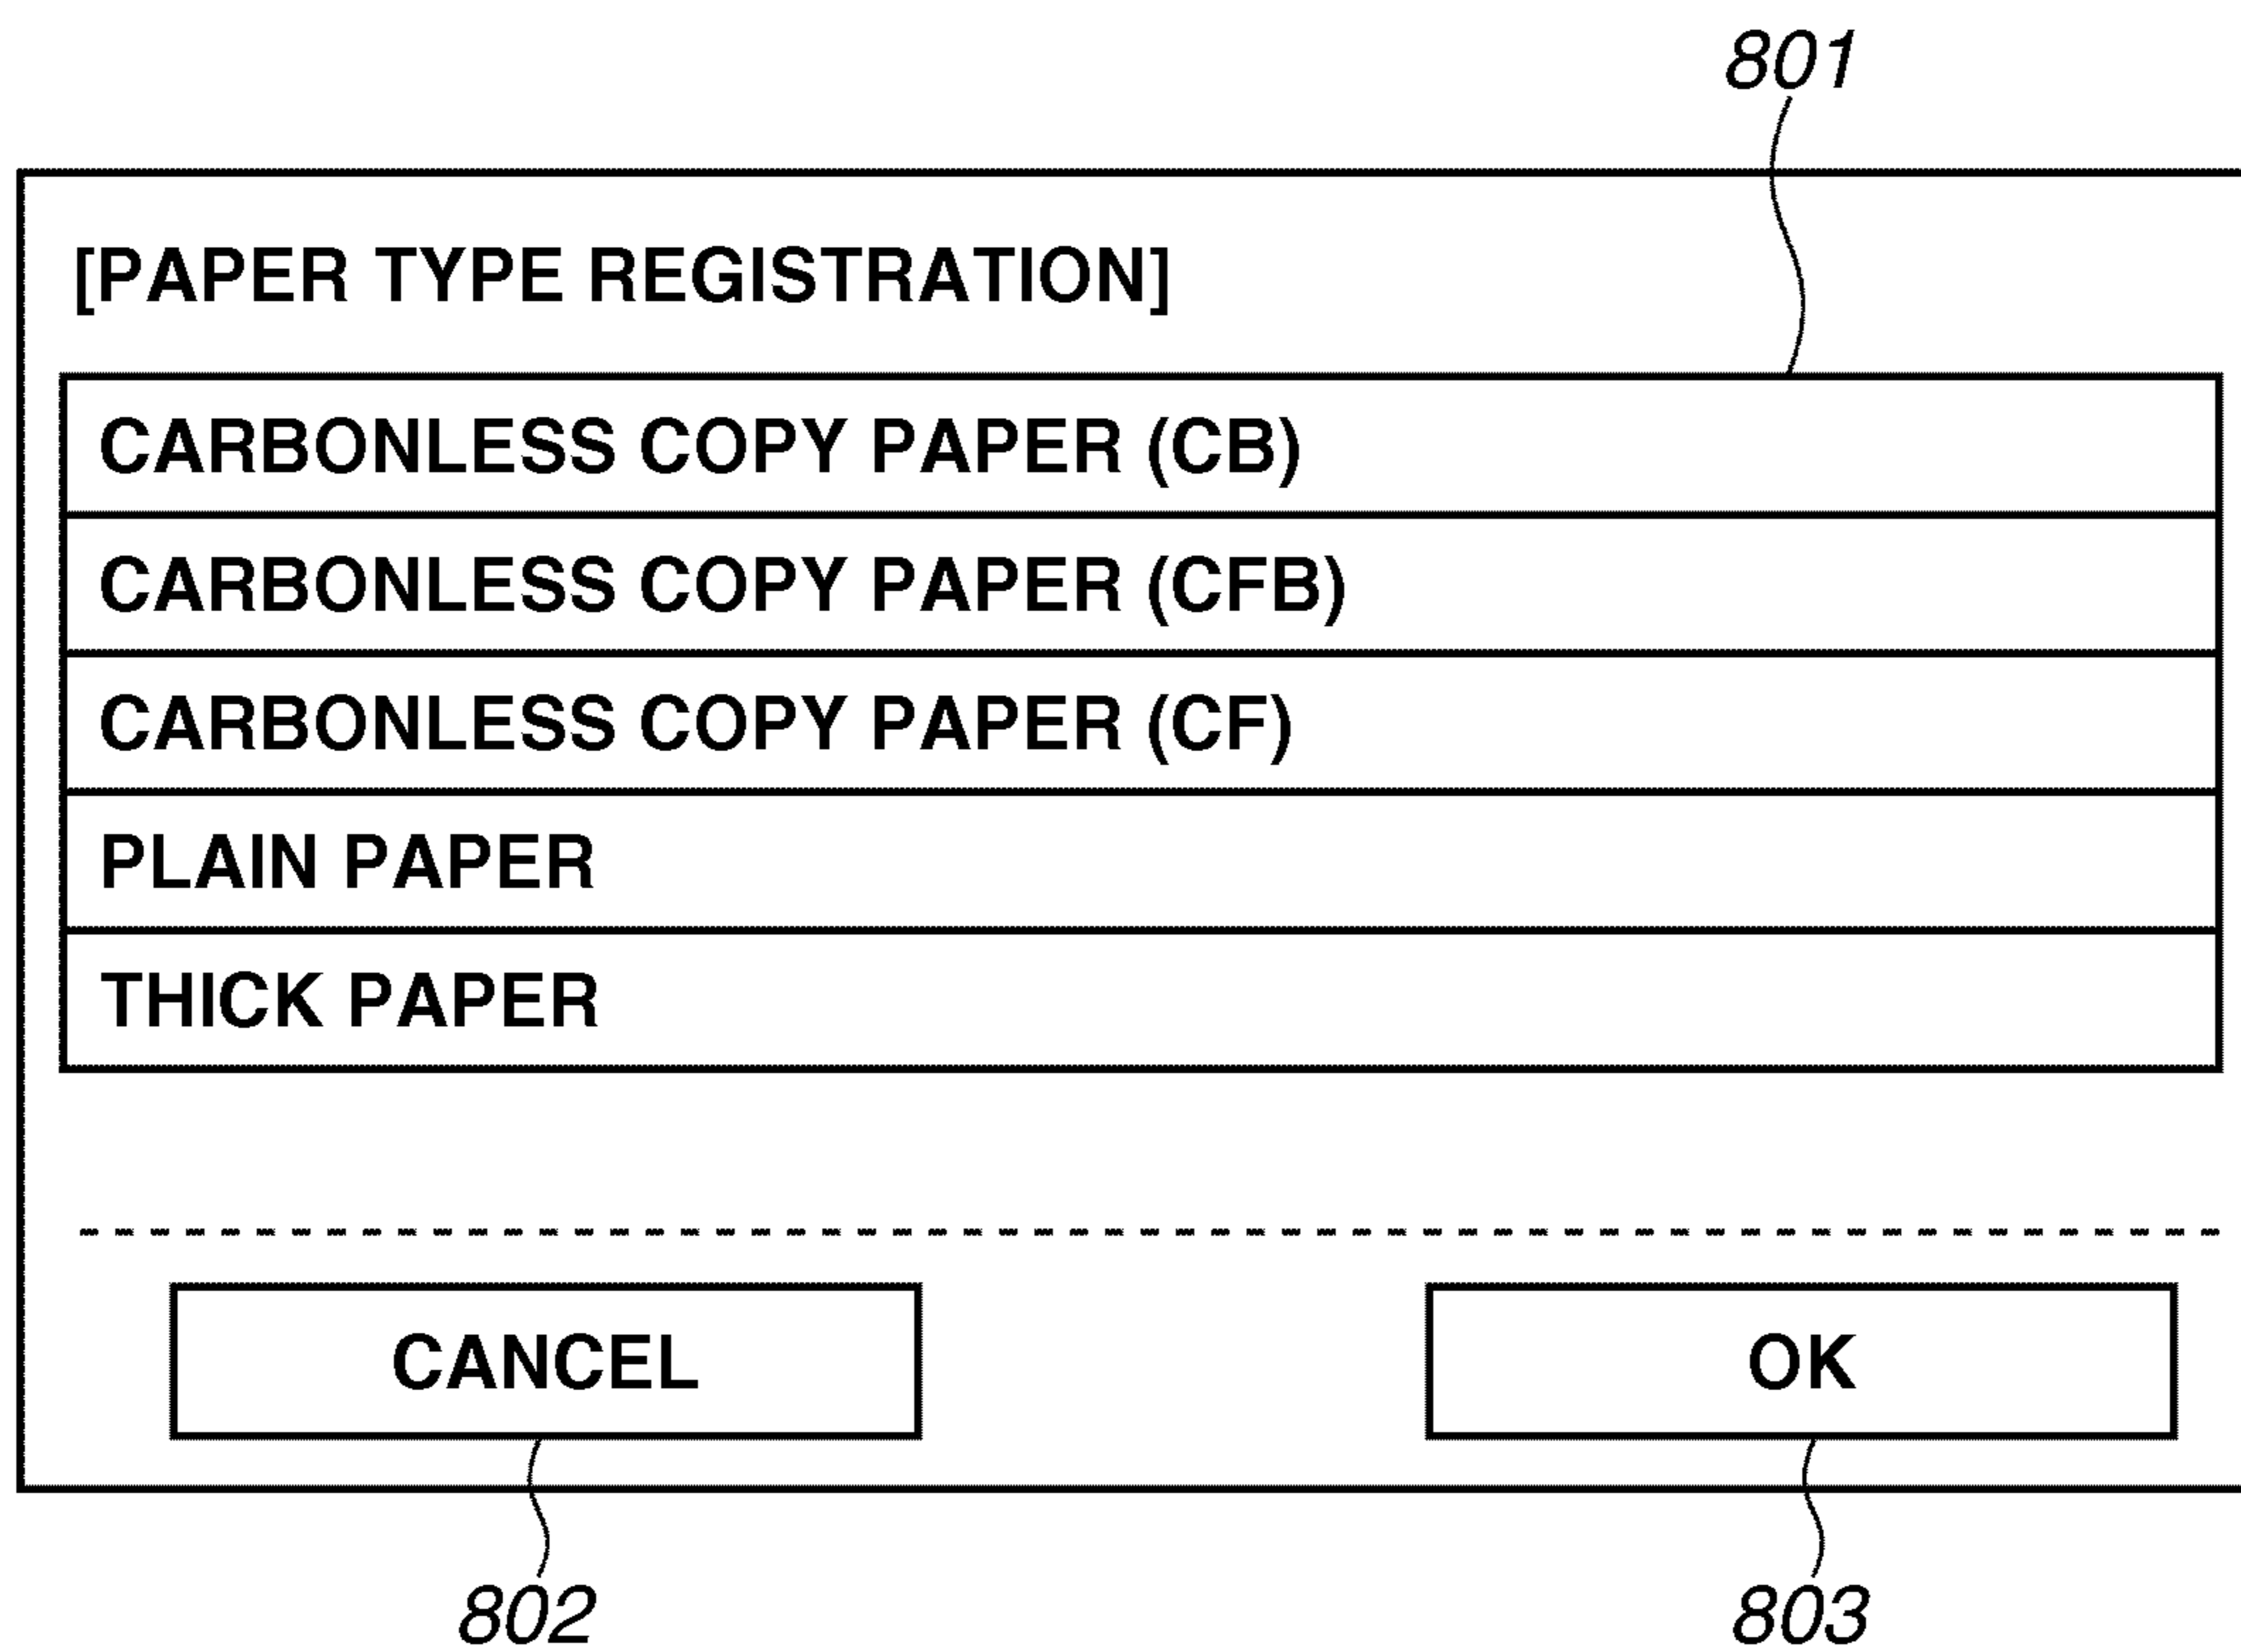 801
[PAPER TYPE REGISTRATION]
CARBONLESS COPY PAPER (CB)
CARBONLESS COPY PAPER (CFB)
CARBONLESS COPY PAPER (CF)
PLAIN PAPER
THICK PAPER
CANCEL
OK
802
803